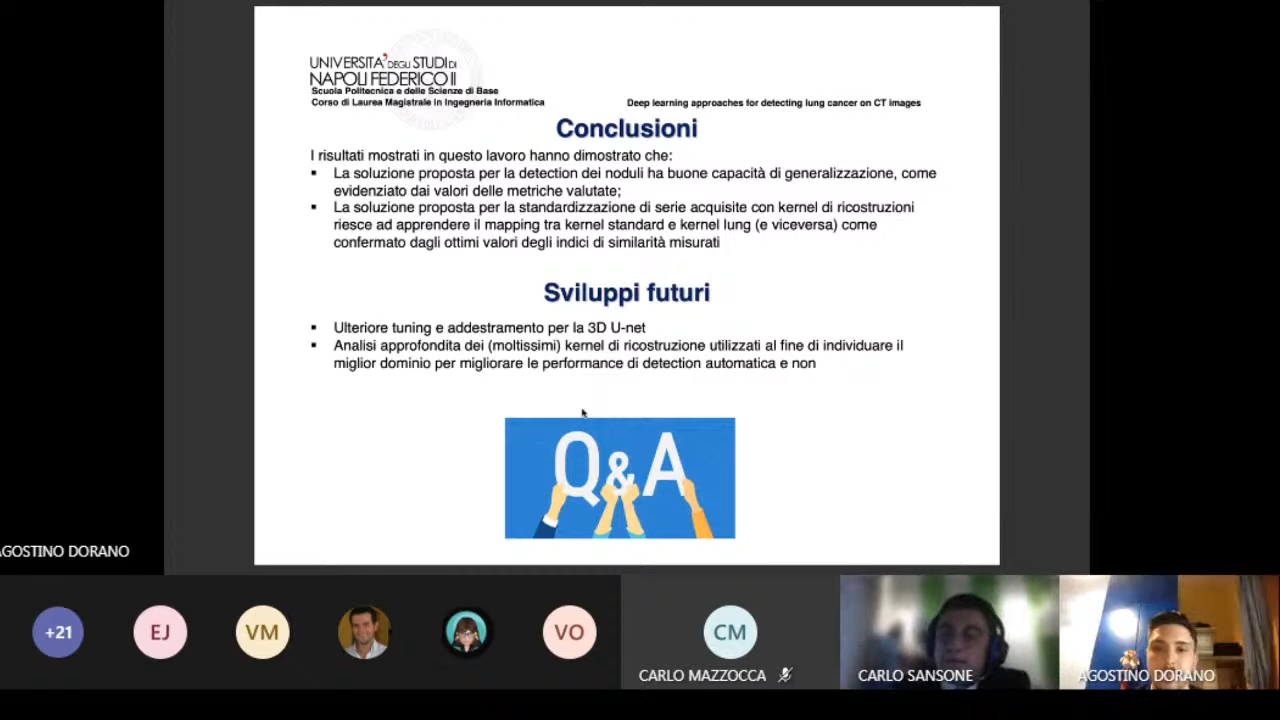 UNIVERSITA' DEGLI STUDI DI
NAPOLI FEDERICO II
Scuola Politecnica e delle Scienze di Base
Corso di Laurea Magistrale in Ingegneria Informatica
Deep learning approaches for detecting lung cancer on CT images
Conclusioni
I risultati mostrati in questo lavoro hanno dimostrato che:
▪ La soluzione proposta per la detection dei noduli ha buone capacità di generalizzazione, come
evidenziato dai valori delle metriche valutate;
▪ La soluzione proposta per la standardizzazione di serie acquisite con kernel di ricostruzioni
riesce ad apprendere il mapping tra kernel standard e kernel lung (e viceversa) come
confermato dagli ottimi valori degli indici di similarità misurati
Sviluppi futuri
▪ Ulteriore tuning e addestramento per la 3D U-net
▪ Analisi approfondita dei (moltissimi) kernel di ricostruzione utilizzati al fine di individuare il
miglior dominio per migliorare le performance di detection automatica e non
Q&A
AGOSTINO DORANO
+21
EJ
VM
VO
CM
CARLO MAZZOCCA
CARLO SANSONE
AGOSTINO DORANO